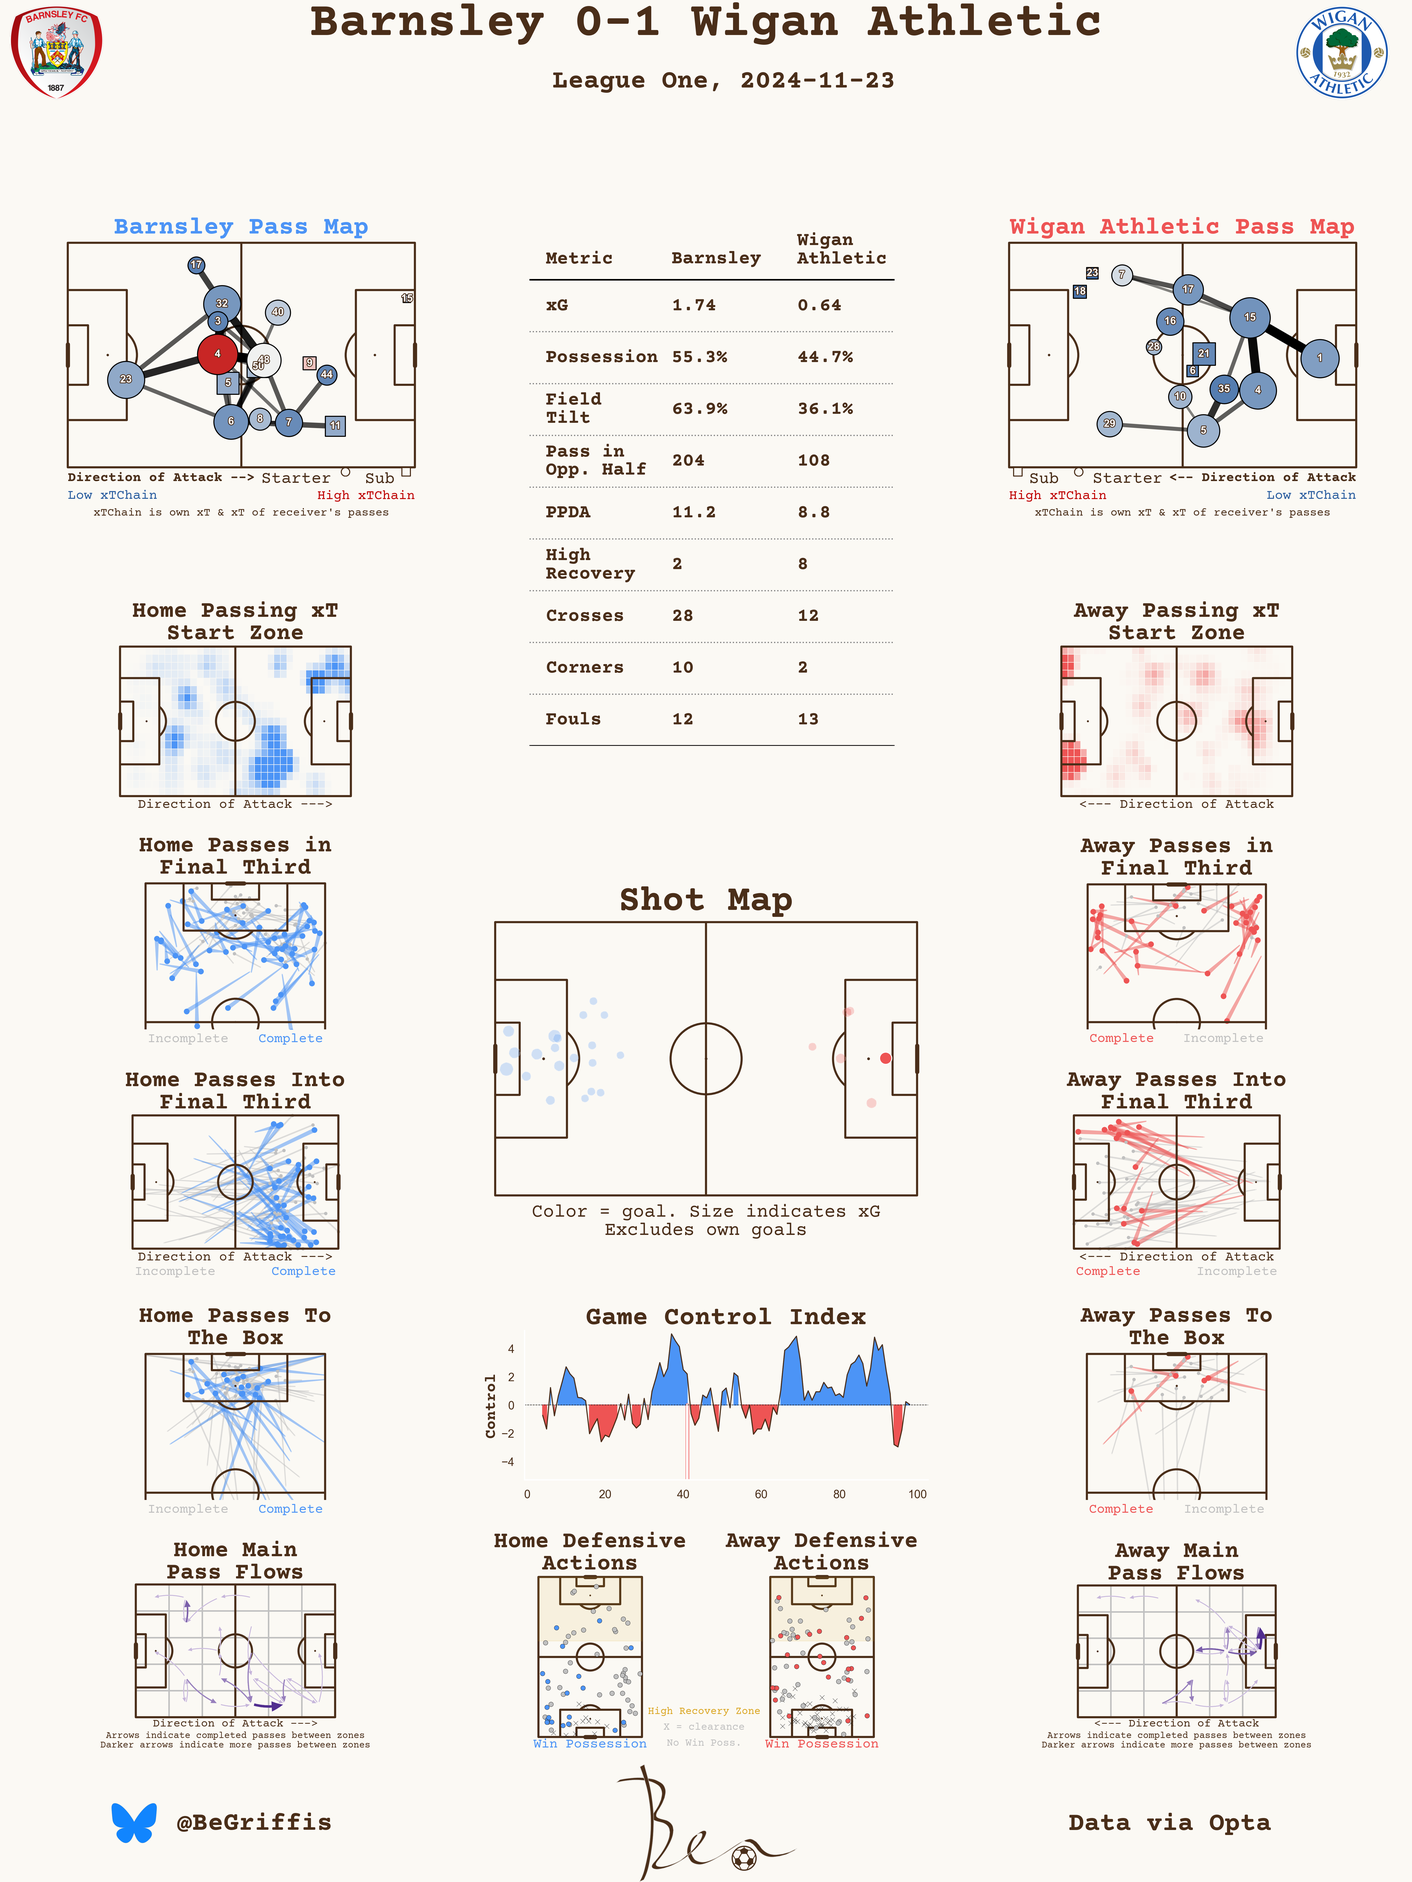 Barnsley 0-1 Wigan Athletic
League One, 2024-11-23
BARNSLEY FC
1887
WIGAN
1932
ATHLETIC
Barnsley Pass Map
17
32
3
40
15
4
48
50
9
23
5
44
6
8
7
11
Direction of Attack --> Starter Sub
Low xTChain High xTChain
xTChain is own xT & xT of receiver's passes
Metric Barnsley Wigan Athletic
xG 1.74 0.64
Possession 55.3% 44.7%
Field
Tilt 63.9% 36.1%
Pass in
Opp. Half 204 108
PPDA 11.2 8.8
High
Recovery 2 8
Crosses 28 12
Corners 10 2
Fouls 12 13
Wigan Athletic Pass Map
23
7
18
17
16
15
28
21
1
6
35
4
10
29
5
Sub Starter <-- Direction of Attack
High xTChain Low xTChain
xTChain is own xT & xT of receiver's passes
Home Passing xT
Start Zone
Direction of Attack --->
Away Passing xT
Start Zone
<--- Direction of Attack
Home Passes in
Final Third
Incomplete Complete
Away Passes in
Final Third
Complete Incomplete
Shot Map
Color = goal. Size indicates xG
Excludes own goals
Home Passes Into
Final Third
Direction of Attack --->
Incomplete Complete
Away Passes Into
Final Third
<--- Direction of Attack
Complete Incomplete
Home Passes To
The Box
Incomplete Complete
Game Control Index
Control
4
2
0
−2
−4
0 20 40 60 80 100
Away Passes To
The Box
Complete Incomplete
Home Main
Pass Flows
Direction of Attack --->
Arrows indicate completed passes between zones
Darker arrows indicate more passes between zones
Home Defensive
Actions
Win Possession
High Recovery Zone
X = clearance
No Win Poss.
Away Defensive
Actions
Win Possession
Away Main
Pass Flows
<--- Direction of Attack
Arrows indicate completed passes between zones
Darker arrows indicate more passes between zones
@BeGriffis
Ben
Data via Opta